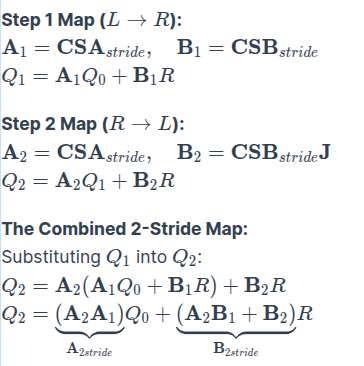 Step 1 Map (L → R):
A₁ = CSA_stride,  B₁ = CSB_stride
Q₁ = A₁Q₀ + B₁R
Step 2 Map (R → L):
A₂ = CSA_stride,  B₂ = CSB_strideJ
Q₂ = A₂Q₁ + B₂R
The Combined 2-Stride Map:
Substituting Q₁ into Q₂:
Q₂ = A₂(A₁Q₀ + B₁R) + B₂R
Q₂ = (A₂A₁)Q₀ + (A₂B₁ + B₂)R
A_2stride  B_2stride